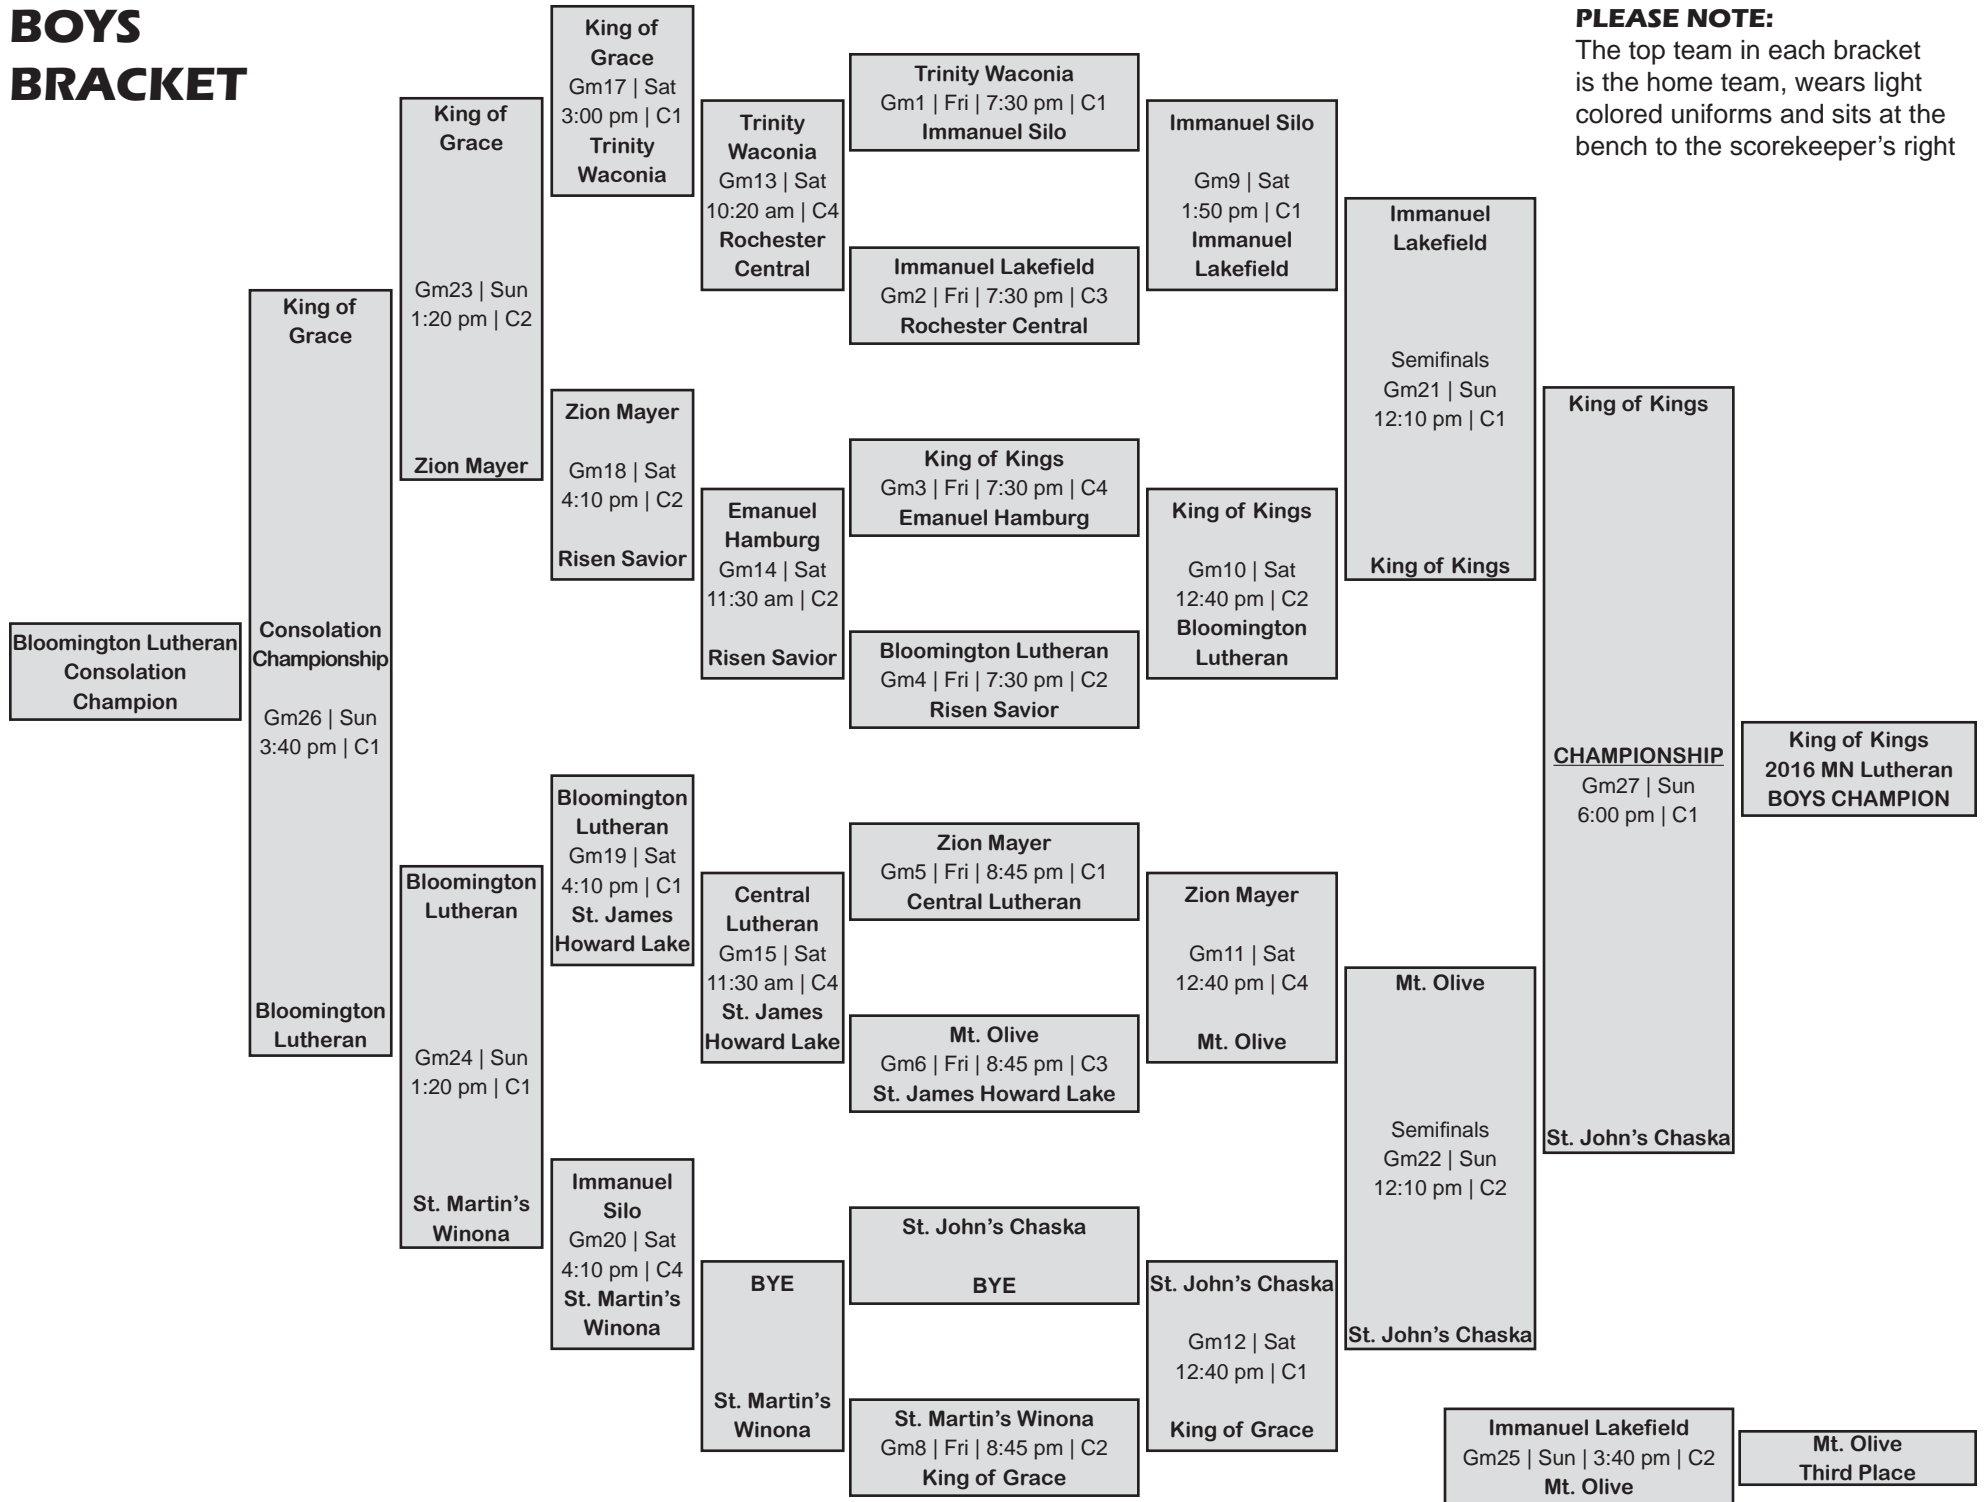 BOYS
BRACKET
PLEASE NOTE:
The top team in each bracket
is the home team, wears light
colored uniforms and sits at the
bench to the scorekeeper's right
Bloomington Lutheran
Consolation
Champion
King of
Grace
Consolation
Championship
Gm26 | Sun
3:40 pm | C1
Bloomington
Lutheran
King of
Grace
Gm23 | Sun
1:20 pm | C2
Zion Mayer
Bloomington
Lutheran
Gm24 | Sun
1:20 pm | C1
St. Martin's
Winona
King of
Grace
Gm17 | Sat
3:00 pm | C1
Trinity
Waconia
Zion Mayer
Gm18 | Sat
4:10 pm | C2
Risen Savior
Bloomington
Lutheran
Gm19 | Sat
4:10 pm | C1
St. James
Howard Lake
Immanuel
Silo
Gm20 | Sat
4:10 pm | C4
St. Martin's
Winona
Trinity
Waconia
Gm13 | Sat
10:20 am | C4
Rochester
Central
Emanuel
Hamburg
Gm14 | Sat
11:30 am | C2
Risen Savior
Central
Lutheran
Gm15 | Sat
11:30 am | C4
St. James
Howard Lake
BYE
St. Martin's
Winona
Trinity Waconia
Gm1 | Fri | 7:30 pm | C1
Immanuel Silo
Immanuel Lakefield
Gm2 | Fri | 7:30 pm | C3
Rochester Central
King of Kings
Gm3 | Fri | 7:30 pm | C4
Emanuel Hamburg
Bloomington Lutheran
Gm4 | Fri | 7:30 pm | C2
Risen Savior
Zion Mayer
Gm5 | Fri | 8:45 pm | C1
Central Lutheran
Mt. Olive
Gm6 | Fri | 8:45 pm | C3
St. James Howard Lake
St. John's Chaska
BYE
St. Martin's Winona
Gm8 | Fri | 8:45 pm | C2
King of Grace
Immanuel Silo
Gm9 | Sat
1:50 pm | C1
Immanuel
Lakefield
King of Kings
Gm10 | Sat
12:40 pm | C2
Bloomington
Lutheran
Zion Mayer
Gm11 | Sat
12:40 pm | C4
Mt. Olive
St. John's Chaska
Gm12 | Sat
12:40 pm | C1
King of Grace
Immanuel
Lakefield
Semifinals
Gm21 | Sun
12:10 pm | C1
King of Kings
Mt. Olive
Semifinals
Gm22 | Sun
12:10 pm | C2
St. John's Chaska
King of Kings
CHAMPIONSHIP
Gm27 | Sun
6:00 pm | C1
St. John's Chaska
King of Kings
2016 MN Lutheran
BOYS CHAMPION
Immanuel Lakefield
Gm25 | Sun | 3:40 pm | C2
Mt. Olive
Mt. Olive
Third Place